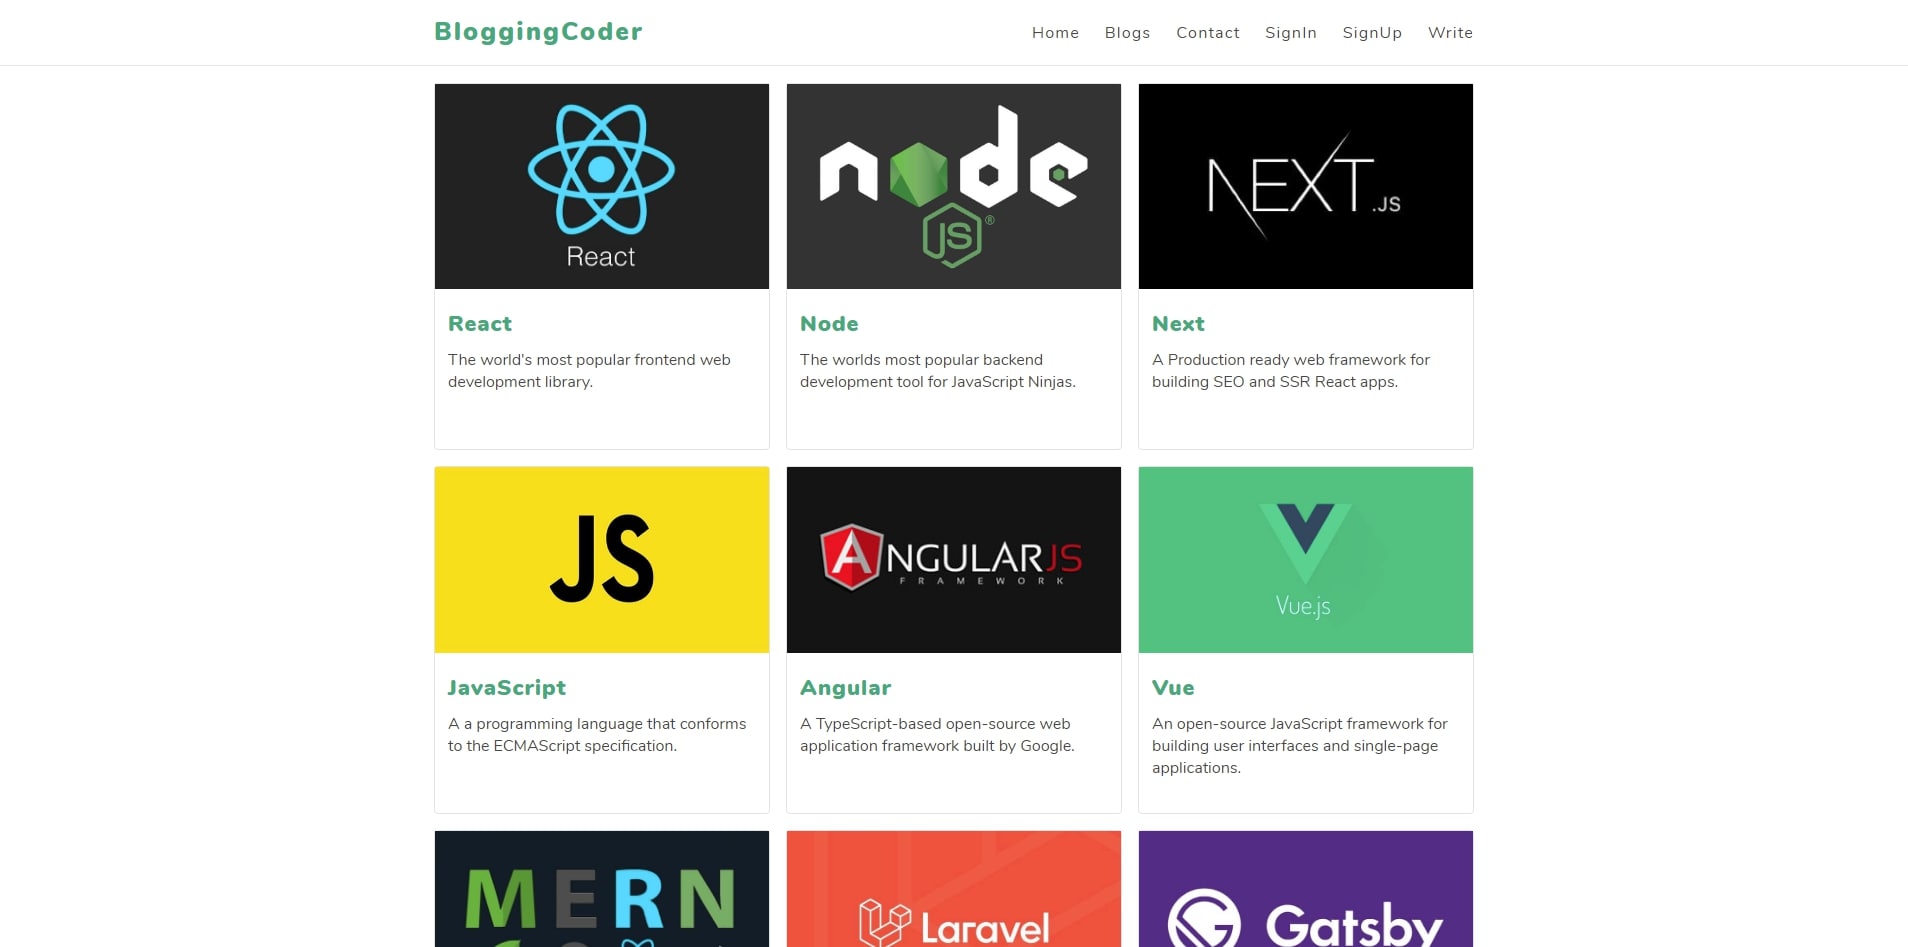 BloggingCoder
Home Blogs Contact SignIn SignUp Write
React
node
JS®
NEXT.JS
React
The world's most popular frontend web
development library.
Node
The worlds most popular backend
development tool for JavaScript Ninjas.
Next
A Production ready web framework for
building SEO and SSR React apps.
JS
ANGULARJS
FRAMEWORK
Vue.js
JavaScript
A a programming language that conforms
to the ECMAScript specification.
Angular
A TypeScript-based open-source web
application framework built by Google.
Vue
An open-source JavaScript framework for
building user interfaces and single-page
applications.
MERN
Laravel
Gatsby